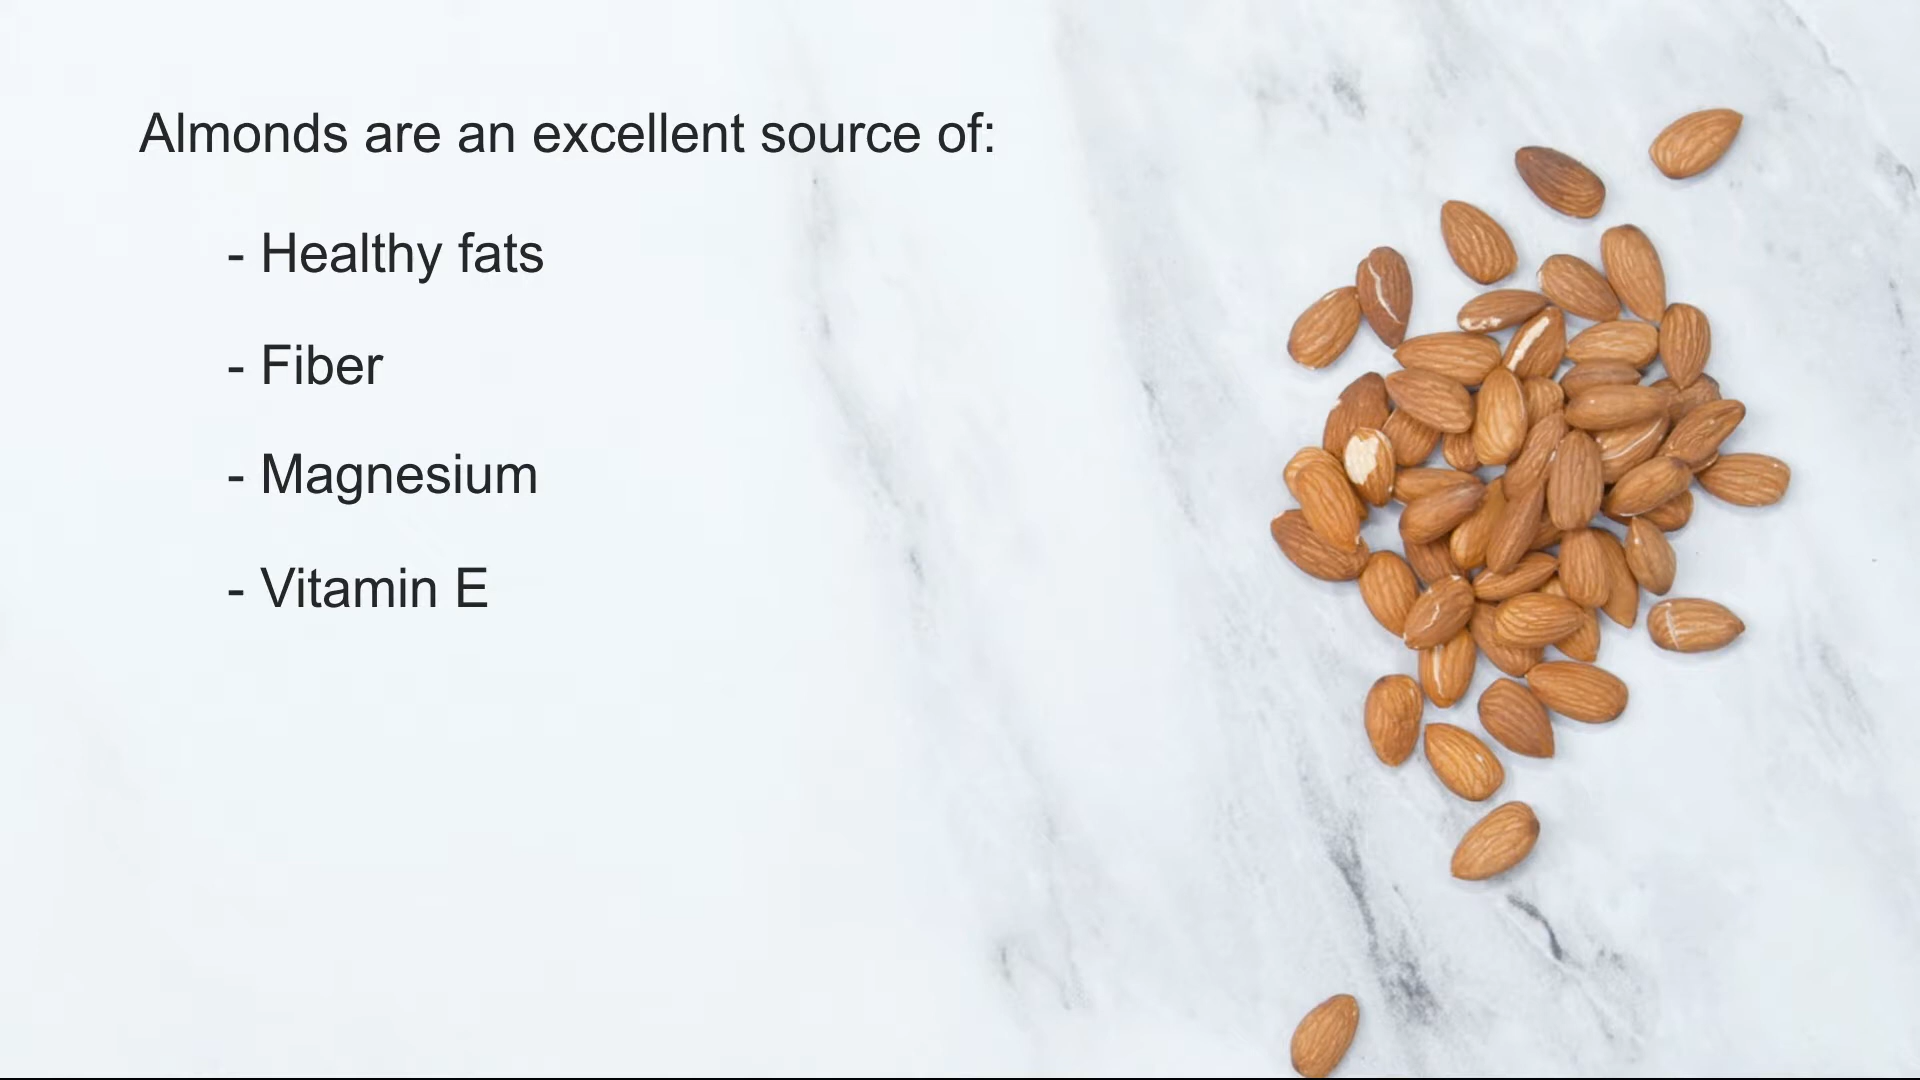 Almonds are an excellent source of:
- Healthy fats
- Fiber
- Magnesium
- Vitamin E